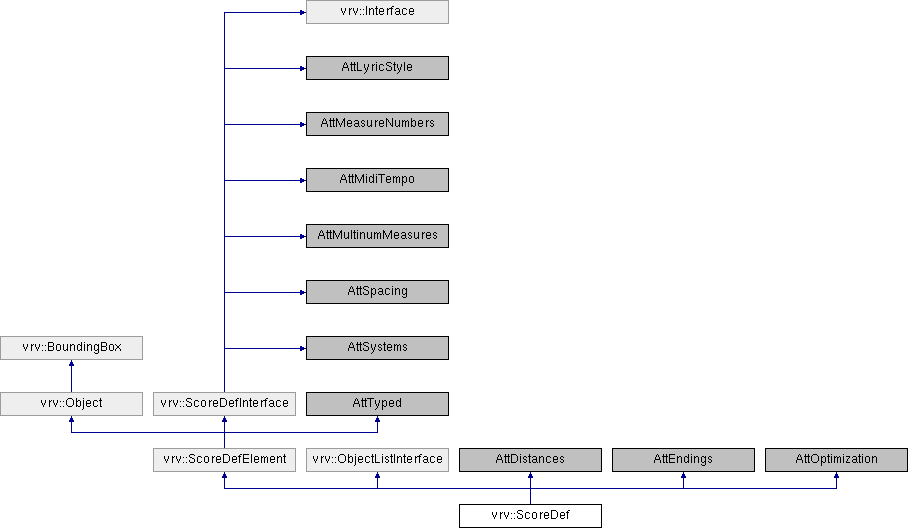 vrv::Interface
AttLyricStyle
AttMeasureNumbers
AttMidiTempo
AttMultinumMeasures
AttSpacing
vrv::BoundingBox
AttSystems
vrv::Object
vrv::ScoreDefInterface
AttTyped
vrv::ScoreDefElement
vrv::ObjectListInterface
AttDistances
AttEndings
AttOptimization
vrv::ScoreDef